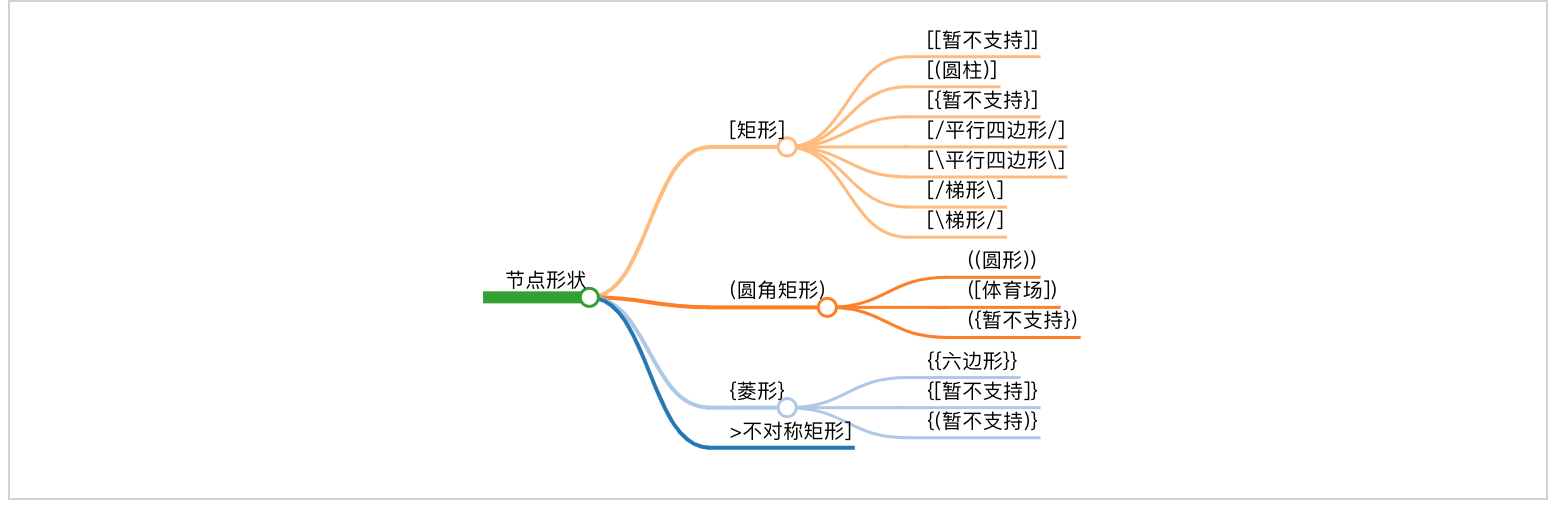 节点形状
[矩形]
[[暂不支持]]
[(圆柱)]
[{暂不支持}]
[/平行四边形/]
[\平行四边形\]
[/梯形\]
[\梯形/]
(圆角矩形)
((圆形))
([体育场])
({暂不支持})
{菱形}
{{六边形}}
{[暂不支持]}
{(暂不支持)}
>不对称矩形]